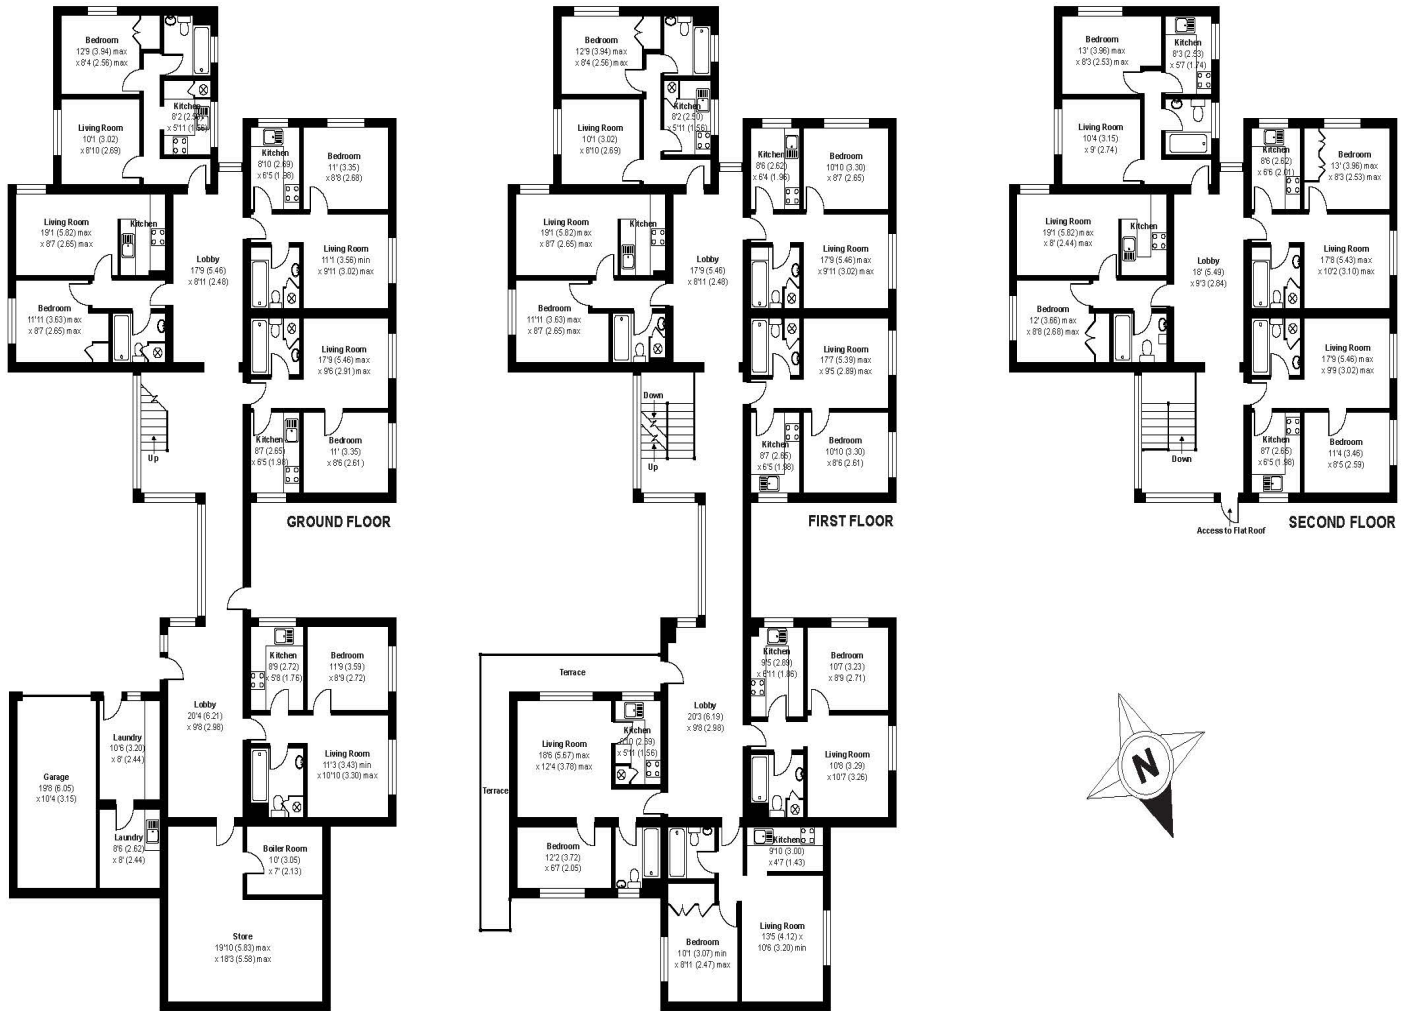 Bedroom
12'9 (3.94) max
x 8'4 (2.56) max
Kitchen
8'2 (2.50)
x 5'11 (1.56)
Living Room
10'1 (3.02)
x 8'10 (2.69)
Kitchen
8'10 (2.69)
x 6'5 (1.98)
Bedroom
11' (3.35)
x 8'8 (2.68)
Living Room
19'1 (5.82) max
x 8'7 (2.65) max
Kitchen
Lobby
17'9 (5.46)
x 8'11 (2.48)
Living Room
11'1 (3.56) min
x 9'11 (3.02) max
Bedroom
11'11 (3.63) max
x 8'7 (2.65) max
Living Room
17'9 (5.46) max
x 9'6 (2.91) max
Up
Kitchen
8'7 (2.65)
x 6'5 (1.98)
Bedroom
11' (3.35)
x 8'6 (2.61)
GROUND FLOOR
Kitchen
8'9 (2.72)
x 5'8 (1.76)
Bedroom
11'9 (3.59)
x 8'9 (2.72)
Lobby
20'4 (6.21)
x 9'8 (2.98)
Laundry
10'6 (3.20)
x 8' (2.44)
Living Room
11'3 (3.43) min
x 10'10 (3.30) max
Garage
19'8 (6.05)
x 10'4 (3.15)
Laundry
8'6 (2.62)
x 8' (2.44)
Boiler Room
10' (3.05)
x 7' (2.13)
Store
19'10 (5.83) max
x 18'3 (5.58) max
Bedroom
12'9 (3.94) max
x 8'4 (2.56) max
Kitchen
8'2 (2.50)
x 5'11 (1.56)
Living Room
10'1 (3.02)
x 8'10 (2.69)
Kitchen
8'6 (2.62)
x 6'4 (1.96)
Bedroom
10'10 (3.30)
x 8'7 (2.65)
Living Room
19'1 (5.82) max
x 8'7 (2.65) max
Kitchen
Lobby
17'9 (5.46)
x 8'11 (2.48)
Living Room
17'9 (5.46) max
x 9'11 (3.02) max
Bedroom
11'11 (3.63) max
x 8'7 (2.65) max
Living Room
17'7 (5.39) max
x 9'5 (2.89) max
Down
Up
Kitchen
8'7 (2.65)
x 6'5 (1.98)
Bedroom
10'10 (3.30)
x 8'6 (2.61)
FIRST FLOOR
Terrace
Kitchen
9'5 (2.89)
x 6'11 (1.86)
Bedroom
10'7 (3.23)
x 8'9 (2.71)
Lobby
20'3 (6.19)
x 9'8 (2.98)
Living Room
18'6 (5.67) max
x 12'4 (3.78) max
Kitchen
(2.39)
x 5'11 (1.56)
Living Room
10'8 (3.29)
x 10'7 (3.26)
Terrace
Bedroom
12'2 (3.72)
x 6'7 (2.05)
Kitchen
9'10 (3.00)
x 4'7 (1.43)
Living Room
13'5 (4.12) x
10'6 (3.20) min
Bedroom
10'1 (3.07) min
x 8'11 (2.47) max
Bedroom
13' (3.96) max
x 8'3 (2.53) max
Kitchen
8'3 (2.53)
x 5'7 (1.74)
Living Room
10'4 (3.15)
x 9' (2.74)
Kitchen
8'6 (2.62)
x 6'6 (2.01)
Bedroom
13' (3.96) max
x 8'3 (2.53) max
Living Room
19'1 (5.82) max
x 8' (2.44) max
Kitchen
Lobby
18' (5.49)
x 9'3 (2.84)
Living Room
17'8 (5.43) max
x 10'2 (3.10) max
Bedroom
12' (3.66) max
x 8'8 (2.68) max
Living Room
17'9 (5.46) max
x 9'9 (3.02) max
Down
Kitchen
8'7 (2.65)
x 6'5 (1.98)
Bedroom
11'4 (3.46)
x 8'5 (2.59)
Access to Flat Roof
SECOND FLOOR
N